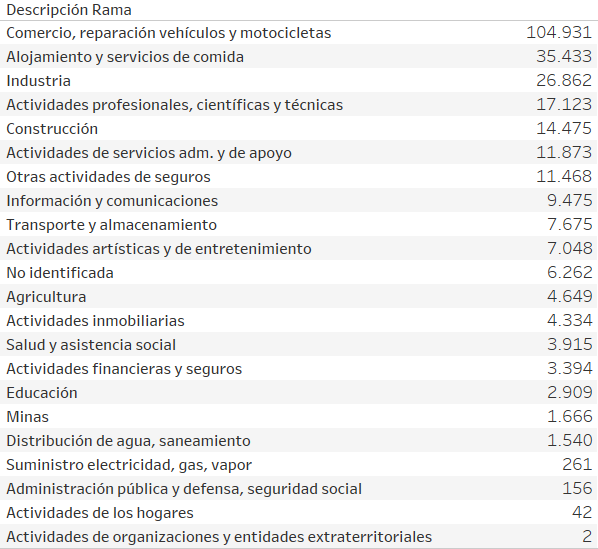 Descripción Rama
Comercio, reparación vehículos y motocicletas 104.931
Alojamiento y servicios de comida 35.433
Industria 26.862
Actividades profesionales, científicas y técnicas 17.123
Construcción 14.475
Actividades de servicios adm. y de apoyo 11.873
Otras actividades de seguros 11.468
Información y comunicaciones 9.475
Transporte y almacenamiento 7.675
Actividades artísticas y de entretenimiento 7.048
No identificada 6.262
Agricultura 4.649
Actividades inmobiliarias 4.334
Salud y asistencia social 3.915
Actividades financieras y seguros 3.394
Educación 2.909
Minas 1.666
Distribución de agua, saneamiento 1.540
Suministro electricidad, gas, vapor 261
Administración pública y defensa, seguridad social 156
Actividades de los hogares 42
Actividades de organizaciones y entidades extraterritoriales 2